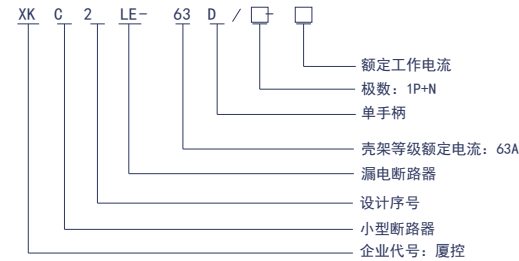 XK C 2 LE- 63 D / □- □
额定工作电流
极数：1P+N
单手柄
壳架等级额定电流：63A
漏电断路器
设计序号
小型断路器
企业代号：厦控